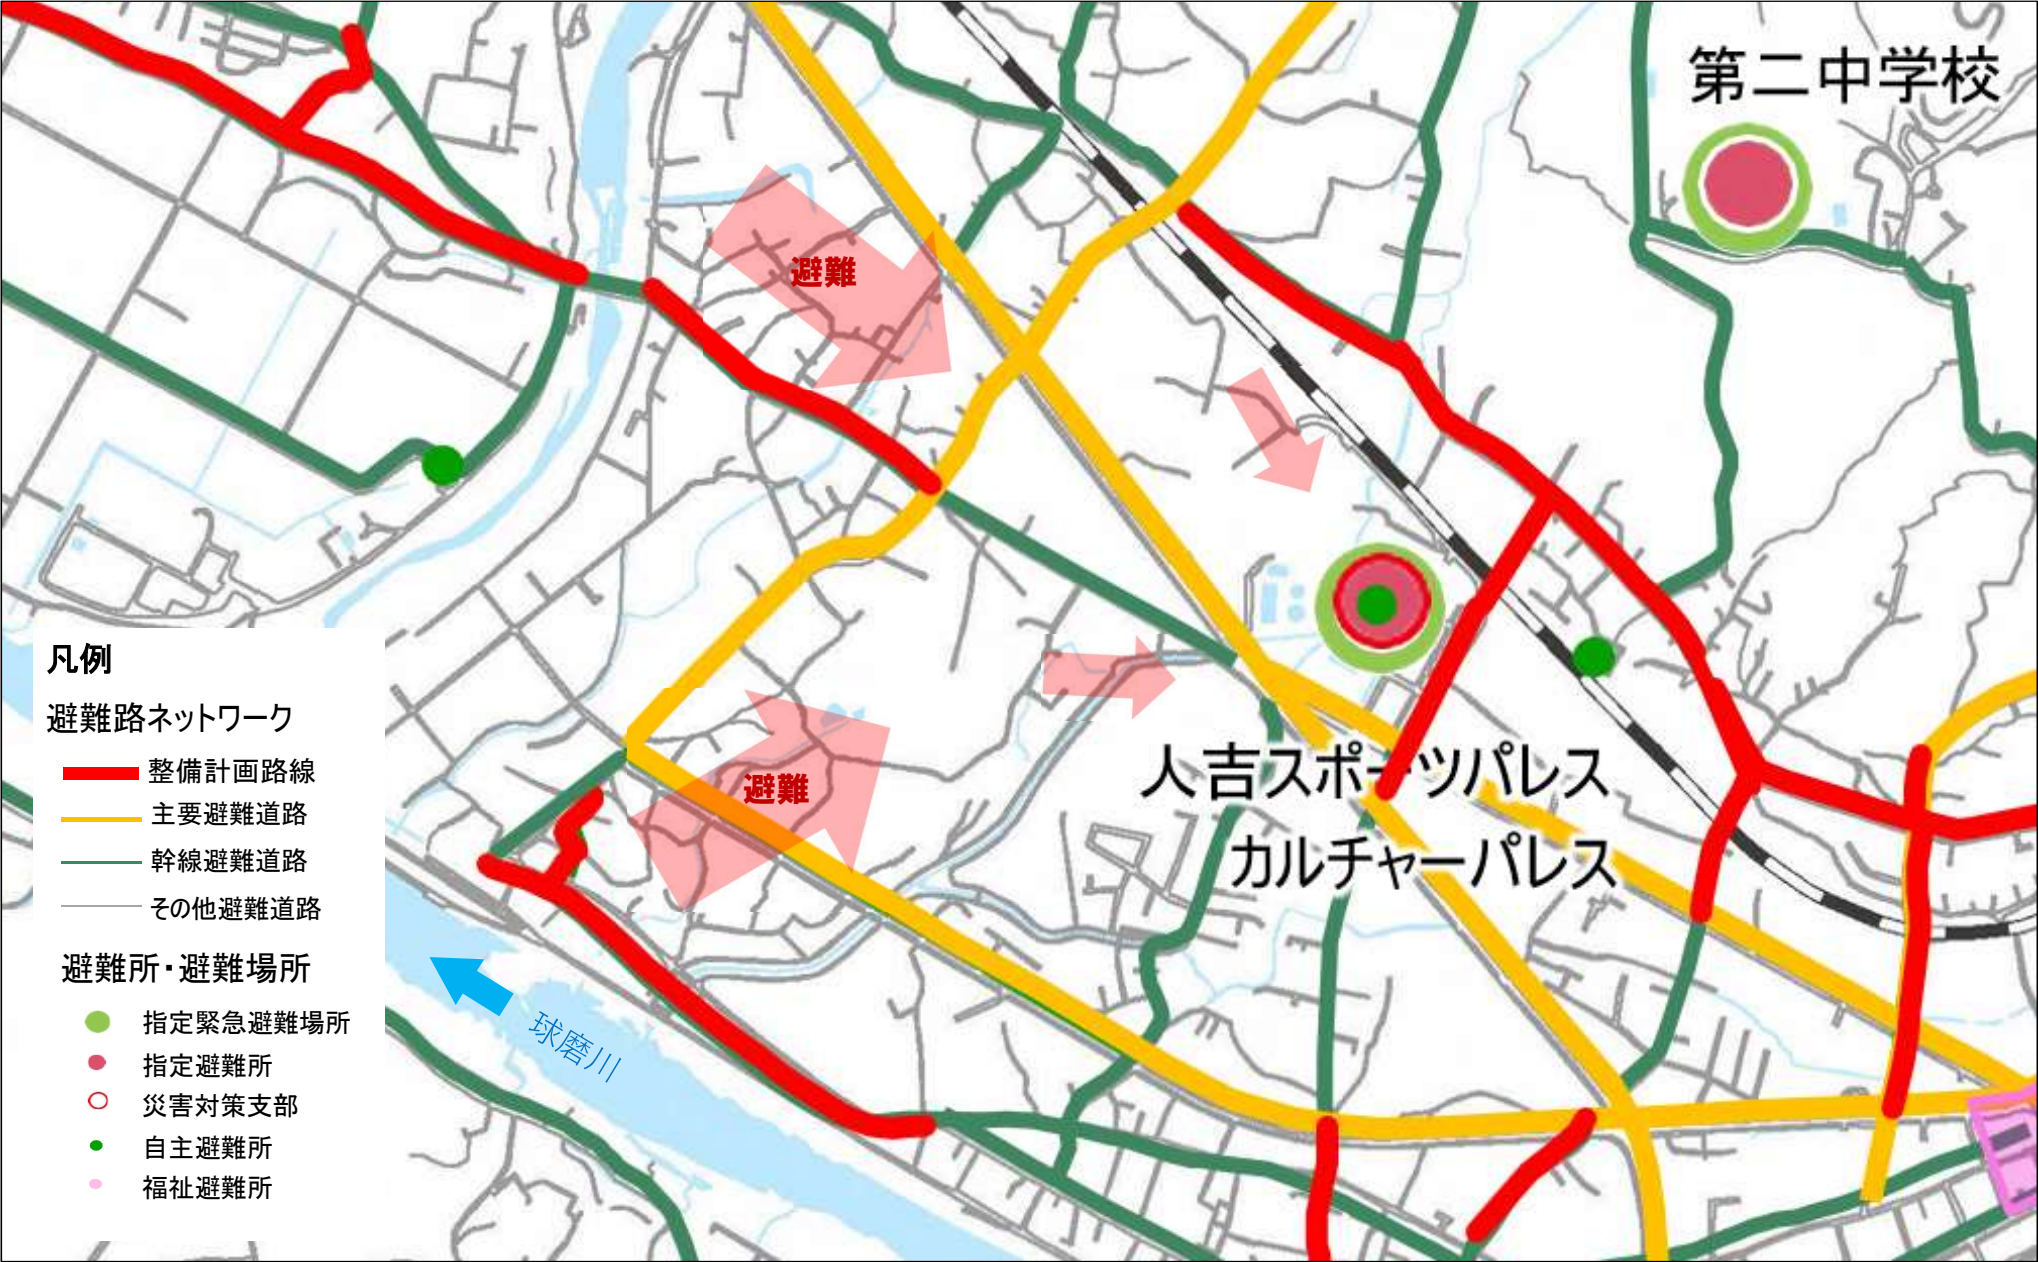 第二中学校
避難
避難
人吉スポーツパレス
カルチャーパレス
球磨川
凡例
避難路ネットワーク
整備計画路線
主要避難道路
幹線避難道路
その他避難道路
避難所・避難場所
指定緊急避難場所
指定避難所
災害対策支部
自主避難所
福祉避難所